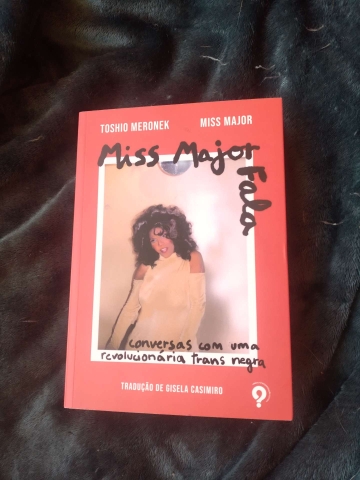 TOSHIO MERONEK MISS MAJOR
Miss Major
Fala
conversas com uma
revolucionária trans negra
TRADUÇÃO DE GISELA CASIMIRO